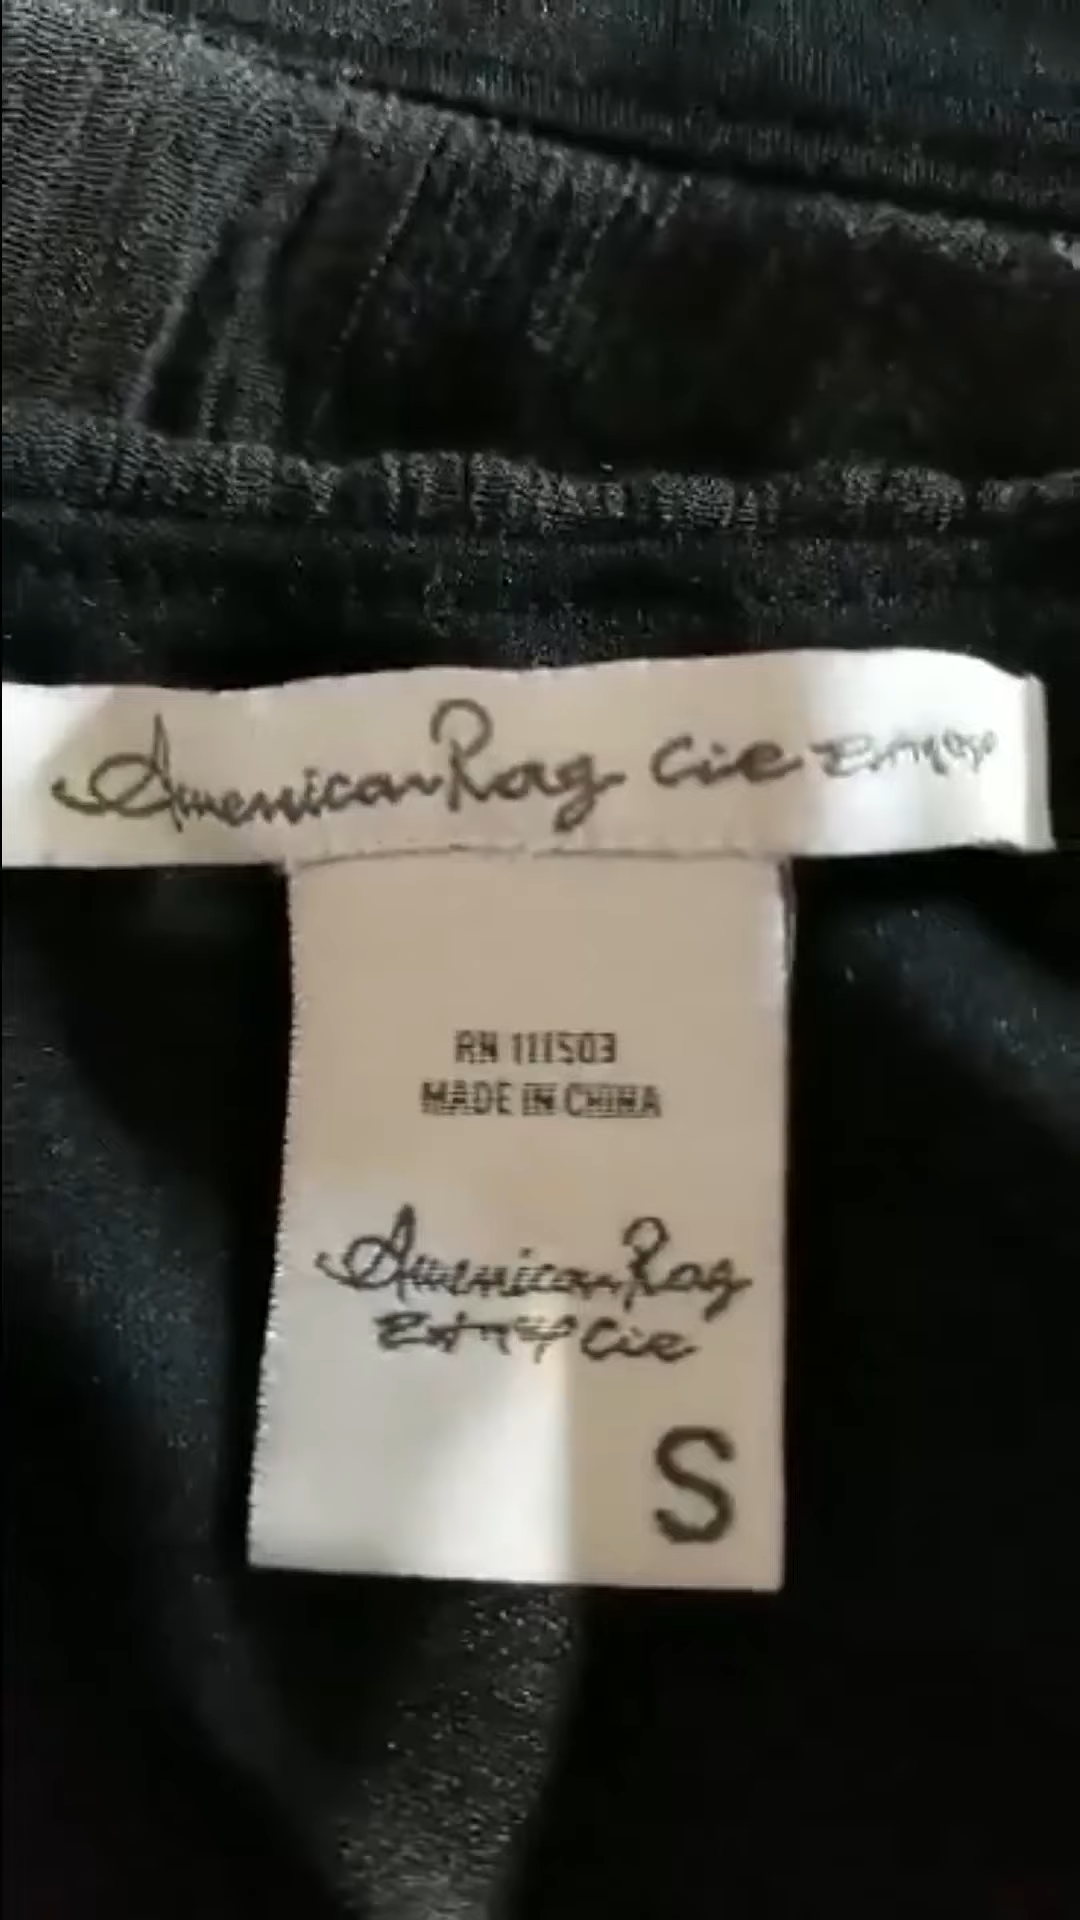 American Rag Cie
RN 111503
MADE IN CHINA
American Rag
Cie
S